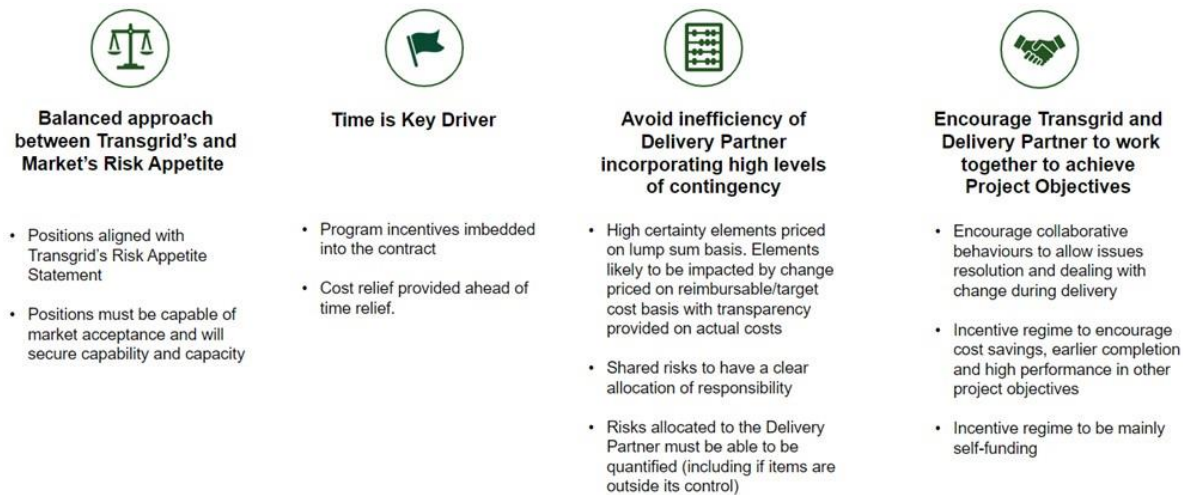 Balanced approach
between Transgrid's and
Market's Risk Appetite
• Positions aligned with
Transgrid's Risk Appetite
Statement
• Positions must be capable of
market acceptance and will
secure capability and capacity
Time is Key Driver
• Program incentives imbedded
into the contract
• Cost relief provided ahead of
time relief.
Avoid inefficiency of
Delivery Partner
incorporating high levels
of contingency
• High certainty elements priced
on lump sum basis. Elements
likely to be impacted by change
priced on reimbursable/target
cost basis with transparency
provided on actual costs
• Shared risks to have a clear
allocation of responsibility
• Risks allocated to the Delivery
Partner must be able to be
quantified (including if items are
outside its control)
Encourage Transgrid and
Delivery Partner to work
together to achieve
Project Objectives
• Encourage collaborative
behaviours to allow issues
resolution and dealing with
change during delivery
• Incentive regime to encourage
cost savings, earlier completion
and high performance in other
project objectives
• Incentive regime to be mainly
self-funding